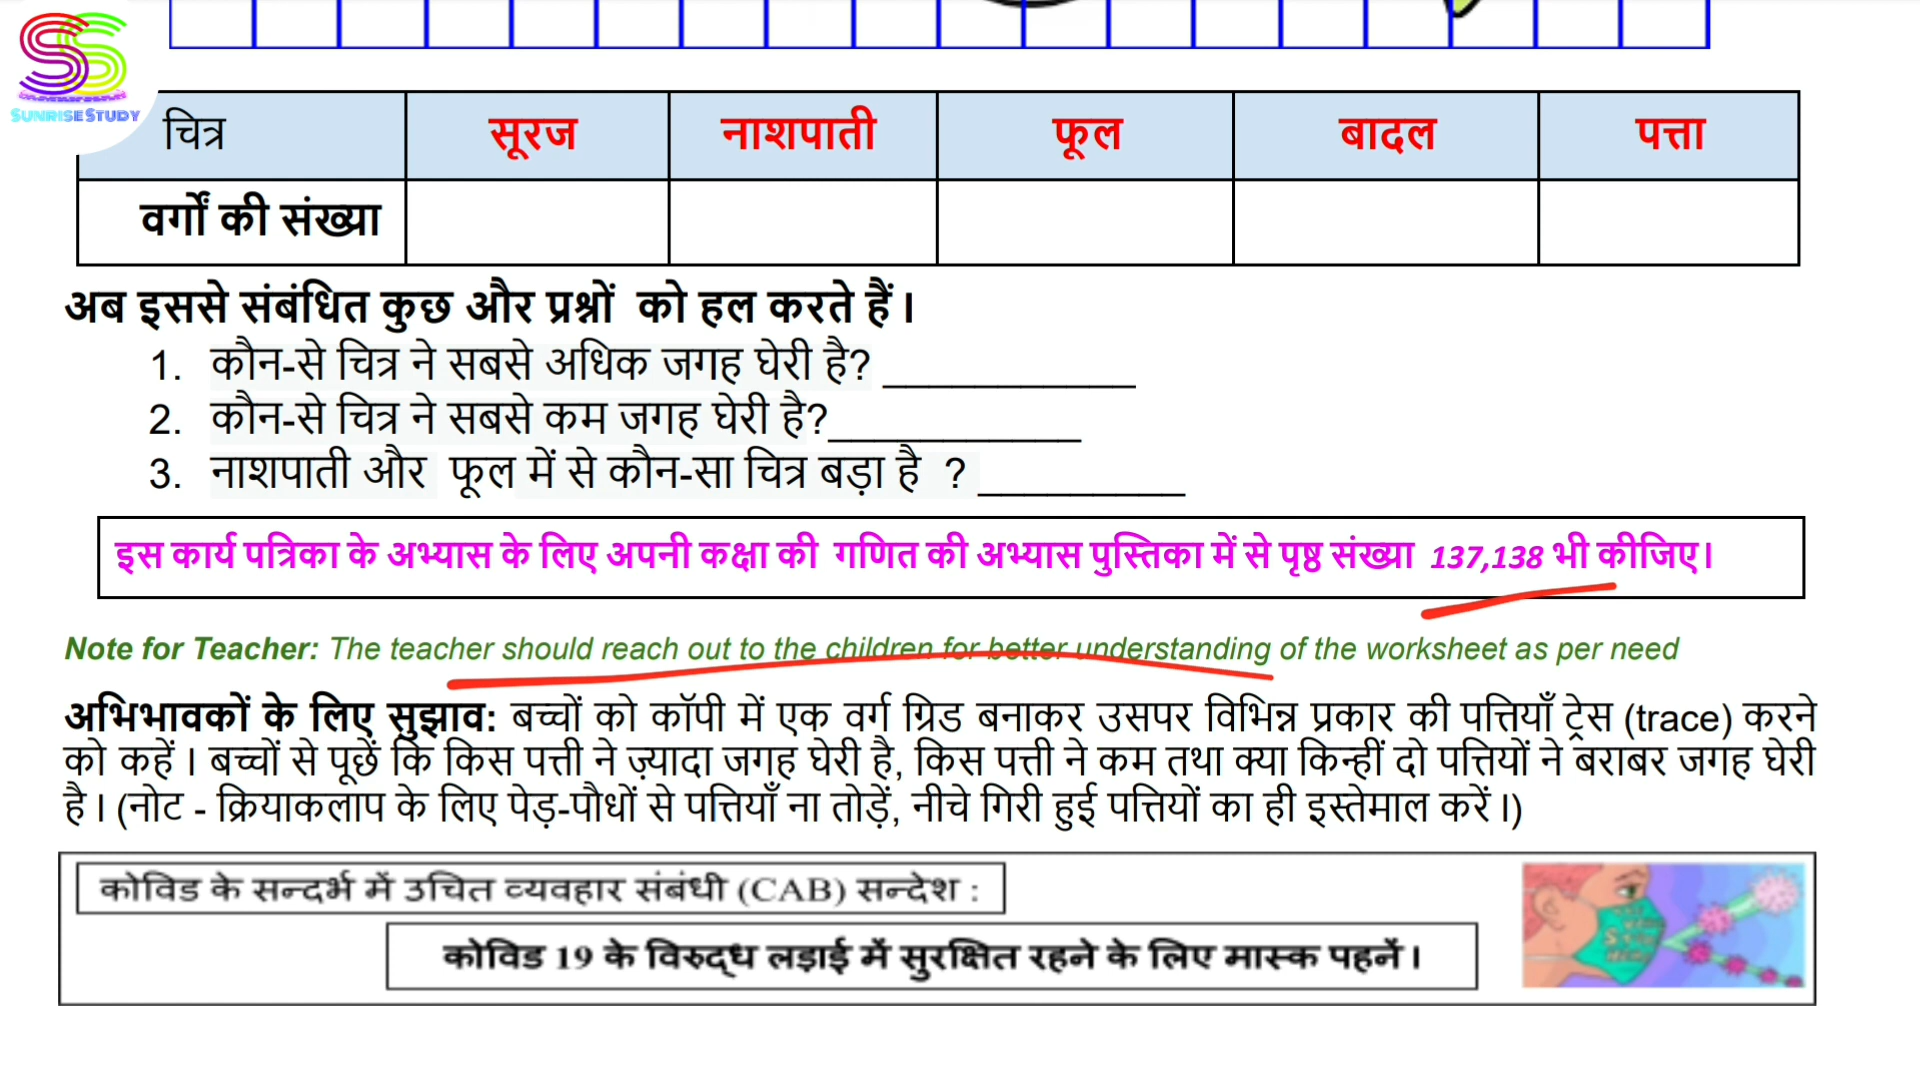 SUNRISESTUDY
चित्र सूरज नाशपाती फूल बादल पत्ता
वर्गों की संख्या
अब इससे संबंधित कुछ और प्रश्नों को हल करते हैं।
1. कौन-से चित्र ने सबसे अधिक जगह घेरी है? ___________
2. कौन-से चित्र ने सबसे कम जगह घेरी है?___________
3. नाशपाती और फूल में से कौन-सा चित्र बड़ा है ? _________
इस कार्य पत्रिका के अभ्यास के लिए अपनी कक्षा की गणित की अभ्यास पुस्तिका में से पृष्ठ संख्या 137,138 भी कीजिए।
Note for Teacher: The teacher should reach out to the children for better understanding of the worksheet as per need
अभिभावकों के लिए सुझाव: बच्चों को कॉपी में एक वर्ग ग्रिड बनाकर उसपर विभिन्न प्रकार की पत्तियाँ ट्रेस (trace) करने
को कहें । बच्चों से पूछें कि किस पत्ती ने ज़्यादा जगह घेरी है, किस पत्ती ने कम तथा क्या किन्हीं दो पत्तियों ने बराबर जगह घेरी
है । (नोट - क्रियाकलाप के लिए पेड़-पौधों से पत्तियाँ ना तोड़ें, नीचे गिरी हुई पत्तियों का ही इस्तेमाल करें ।)
कोविड के सन्दर्भ में उचित व्यवहार संबंधी (CAB) सन्देश :
कोविड 19 के विरुद्ध लड़ाई में सुरक्षित रहने के लिए मास्क पहनें ।